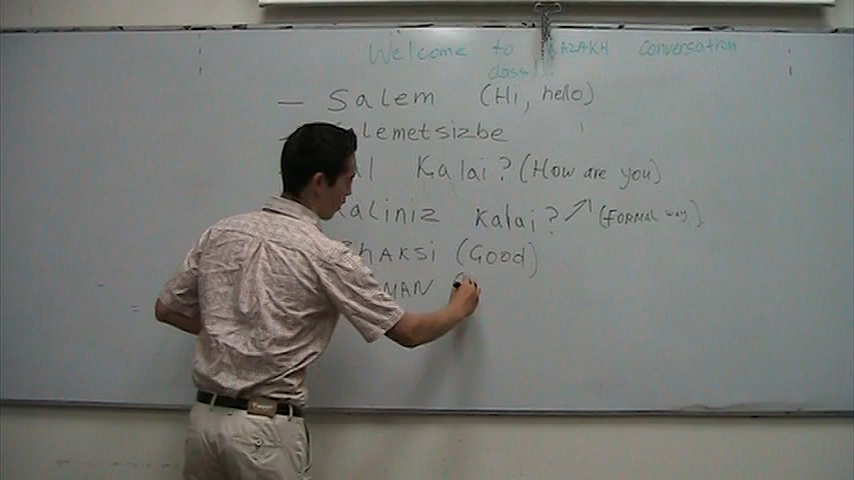 Welcome to KAZAKH Conversation
class!!!
— Salem (Hi, hello)
Salemetsizbe
Kalai? (How are you)
Kaliniz Kalai? ↗ (FORMAL way)
ZhAKSi (Good)